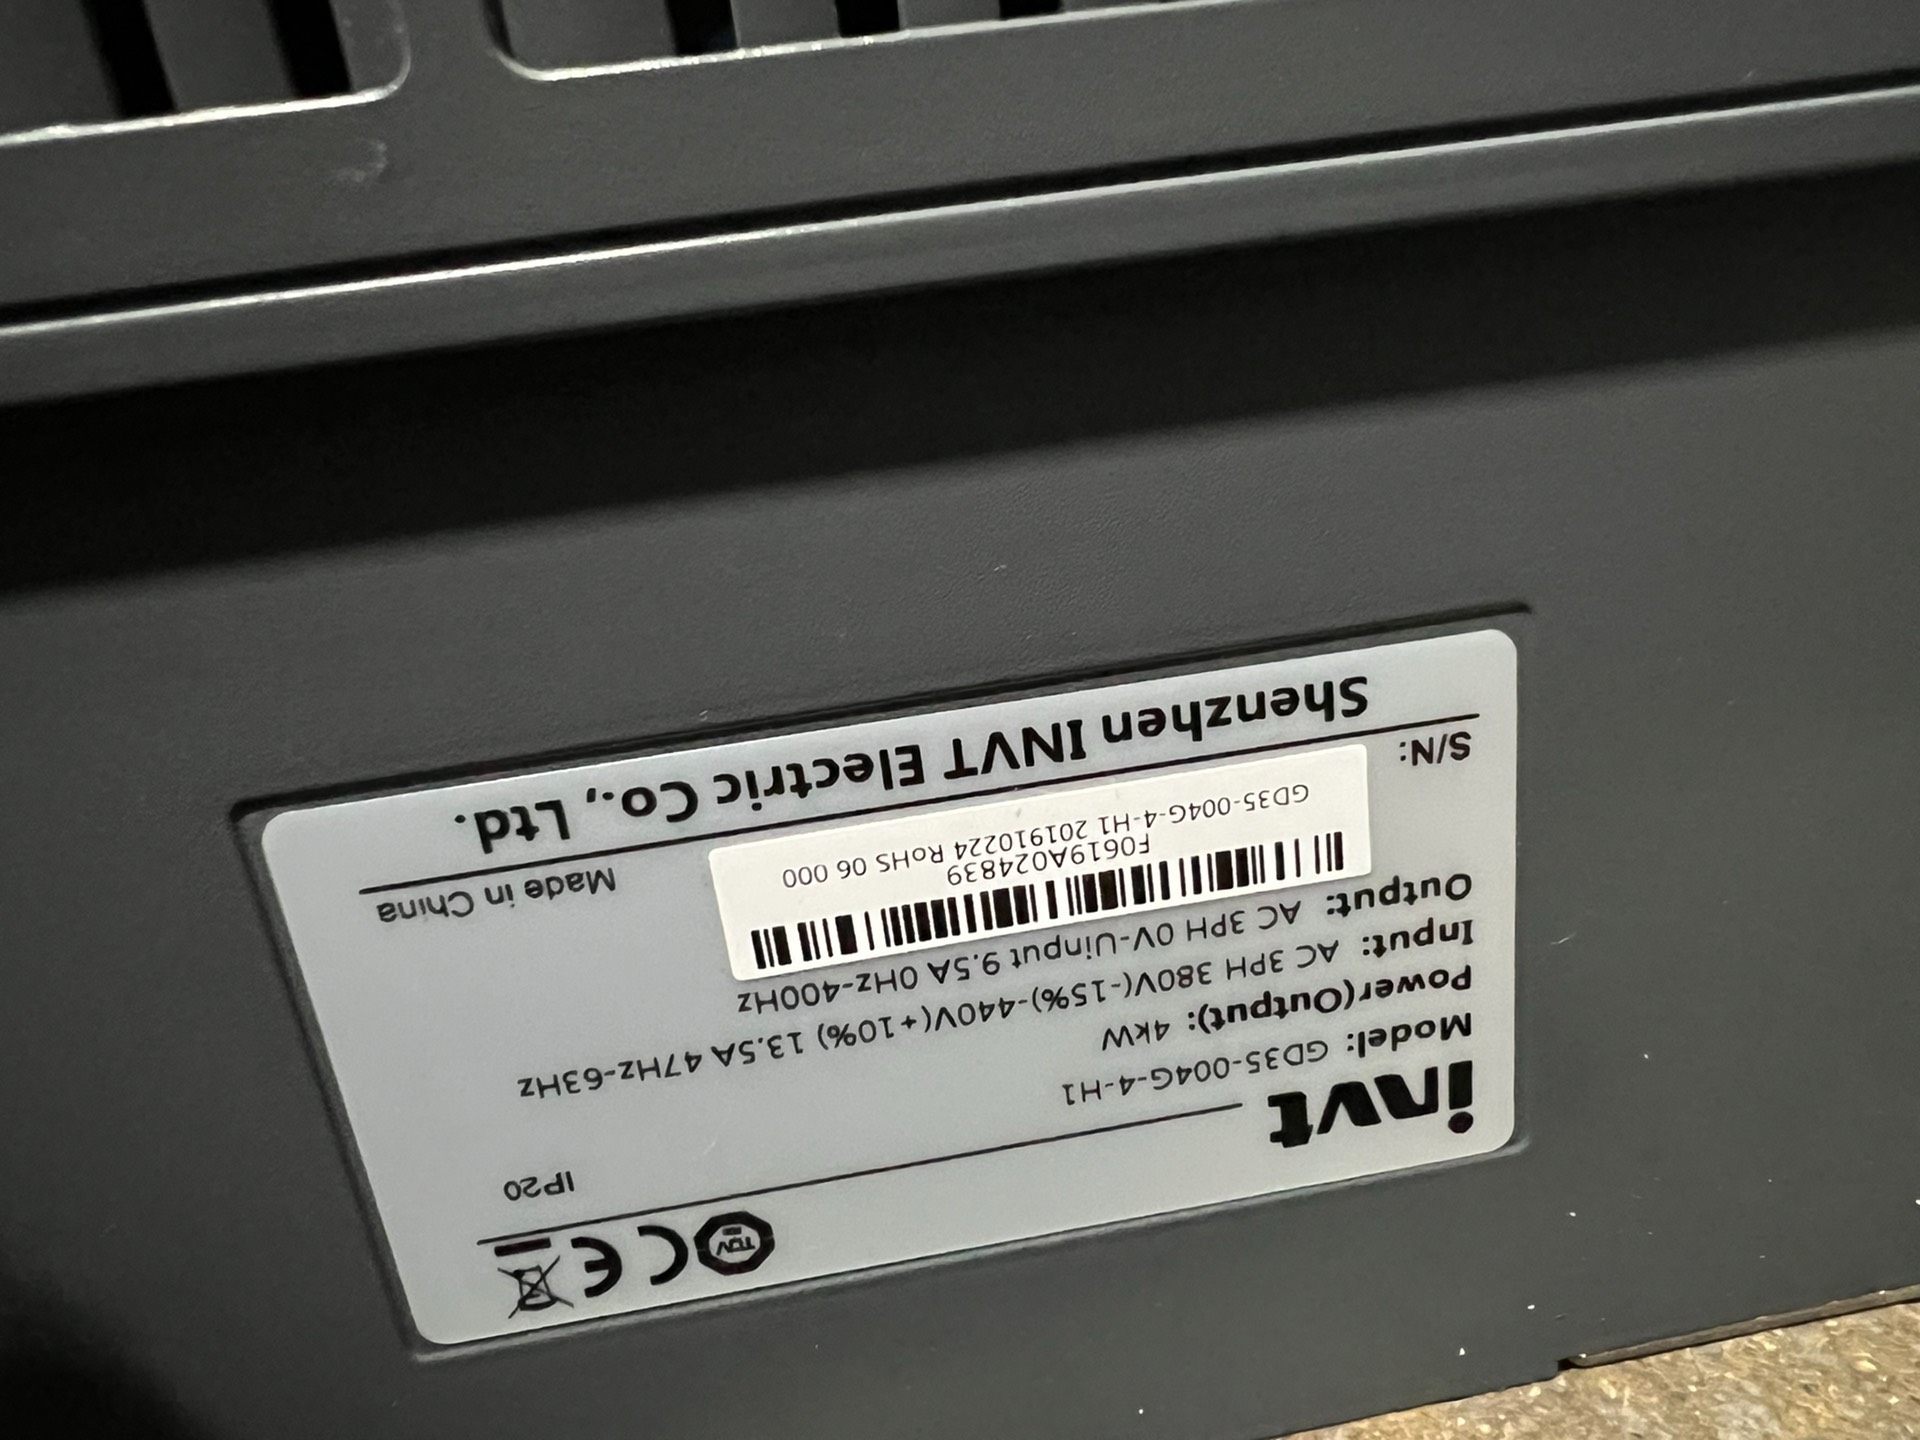 invt
TÜV
CE
IP20
Model: GD35-004G-4-H1
Power(Output): 4kW
Input: AC 3PH 380V(-15%)-440V(+10%) 13.5A 47Hz-63Hz
Output: AC 3PH 0V-Uinput 9.5A 0Hz-400Hz
F0619A024839
GD35-004G-4-H1 201910224 RoHS 06 000
S/N:
Made in China
Shenzhen INVT Electric Co., Ltd.